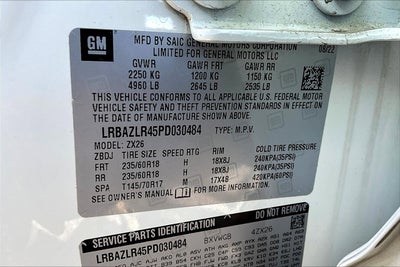 GM
MFD BY SAIC GENERAL MOTORS CORPORATION 08/22
LIMITED FOR GENERAL MOTORS LLC
GVWR GAWR FRT GAWR RR
2250 KG 1200 KG 1150 KG
4960 LB 2645 LB 2535 LB
THIS VEHICLE CONFORMS TO ALL APPLICABLE U.S. FEDERAL MOTOR
VEHICLE SAFETY AND THEFT PREVENTION STANDARDS IN EFFECT ON
THE DATE OF MANUFACTURE SHOWN ABOVE.
LRBAZLR45PD030484 TYPE: M.P.V.
MODEL: ZX26
ZBDJ TIRE SIZE SPEED RTG RIM COLD TIRE PRESSURE
FRT 235/60R18 H 18X8J 240KPA(35PSI)
RR 235/60R18 H 18X8J 240KPA(35PSI)
SPA T145/70R17 M 17X4B 420KPA(60PSI)
SEE OWNER'S MANUAL FOR MORE INFORMATION.
SERVICE PARTS IDENTIFICATION DO NOT REMOVE
LRBAZLR45PD030484 BXVWGB 4ZX26